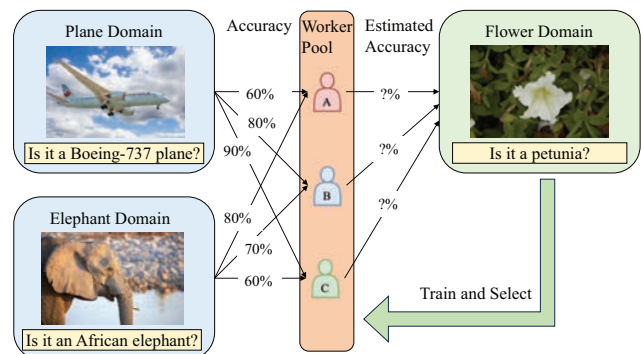 Plane Domain
Is it a Boeing-737 plane?
Elephant Domain
Is it an African elephant?
Accuracy
60%
80%
90%
80%
70%
60%
Worker
Pool
A
B
C
Estimated
Accuracy
?%
?%
?%
Flower Domain
Is it a petunia?
Train and Select